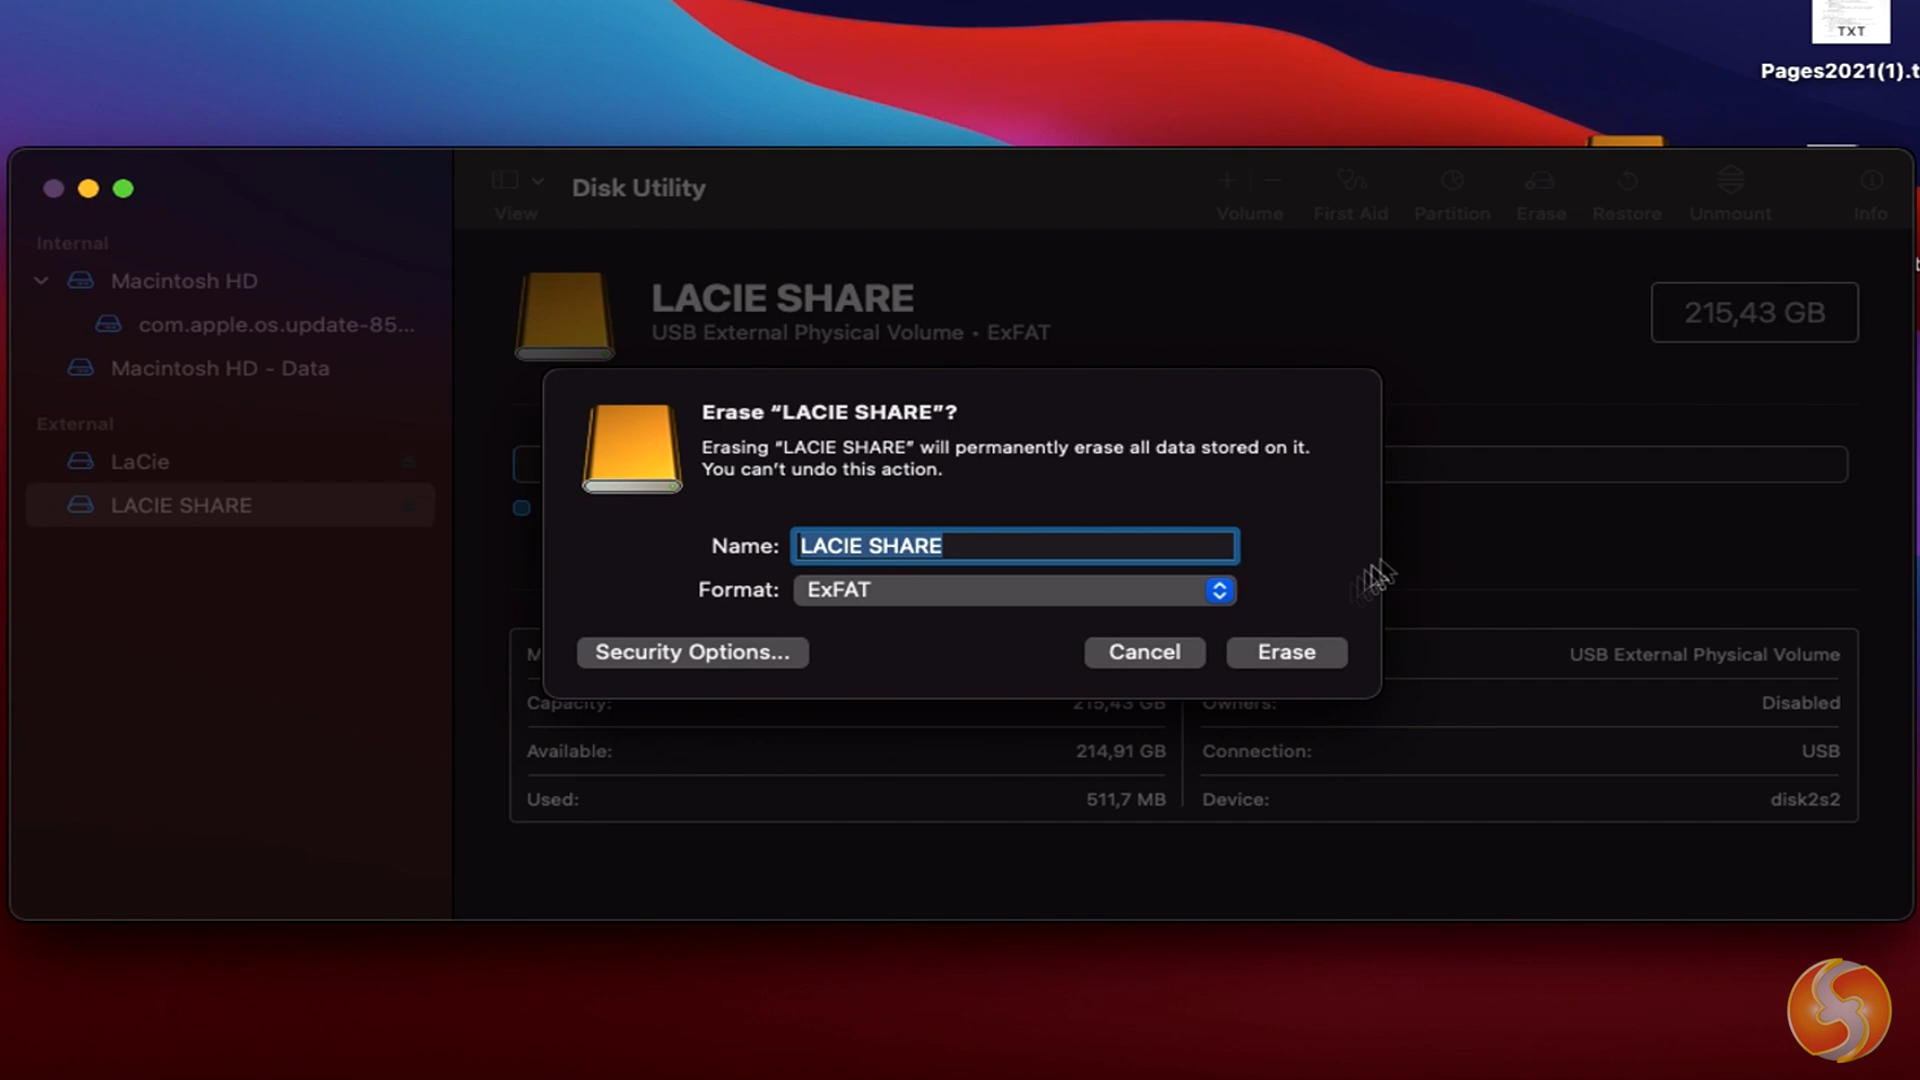 TXT
Pages2021(1).t
Disk Utility
View
Volume
First Aid
Partition
Erase
Restore
Unmount
Info
Internal
Macintosh HD
com.apple.os.update-85...
Macintosh HD - Data
External
LaCie
LACIE SHARE
LACIE SHARE
USB External Physical Volume • ExFAT
215,43 GB
Erase “LACIE SHARE”?
Erasing “LACIE SHARE” will permanently erase all data stored on it.
You can’t undo this action.
Name: LACIE SHARE
Format: ExFAT
Security Options...
Cancel
Erase
USB External Physical Volume
Capacity: 215,43 GB
Owners: Disabled
Available: 214,91 GB
Connection: USB
Used: 511,7 MB
Device: disk2s2